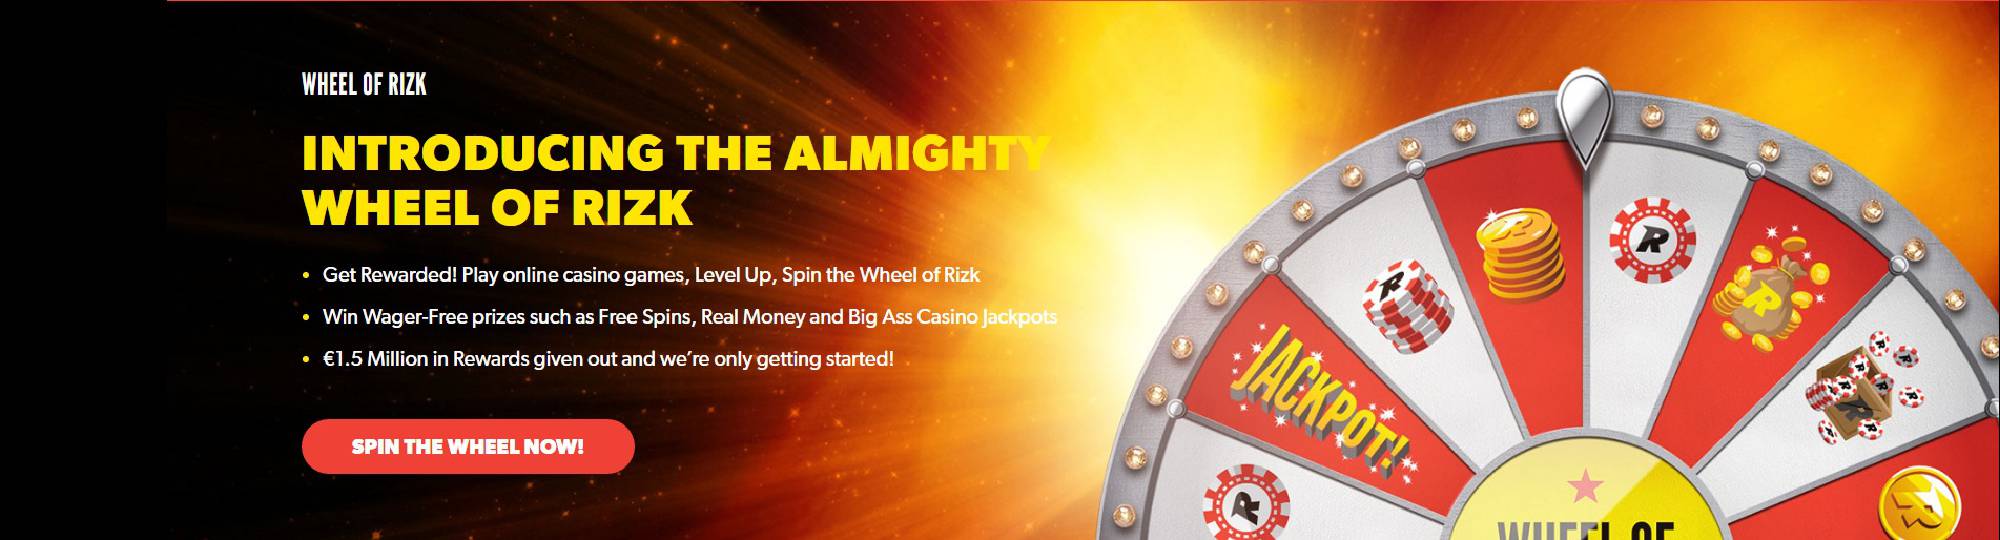 WHEEL OF RIZK
INTRODUCING THE ALMIGHTY
WHEEL OF RIZK
• Get Rewarded! Play online casino games, Level Up, Spin the Wheel of Rizk
• Win Wager-Free prizes such as Free Spins, Real Money and Big Ass Casino Jackpots
• €1.5 Million in Rewards given out and we're only getting started!
SPIN THE WHEEL NOW!
JACKPOT!
R
R
R
R
R
R
WHEEL OF